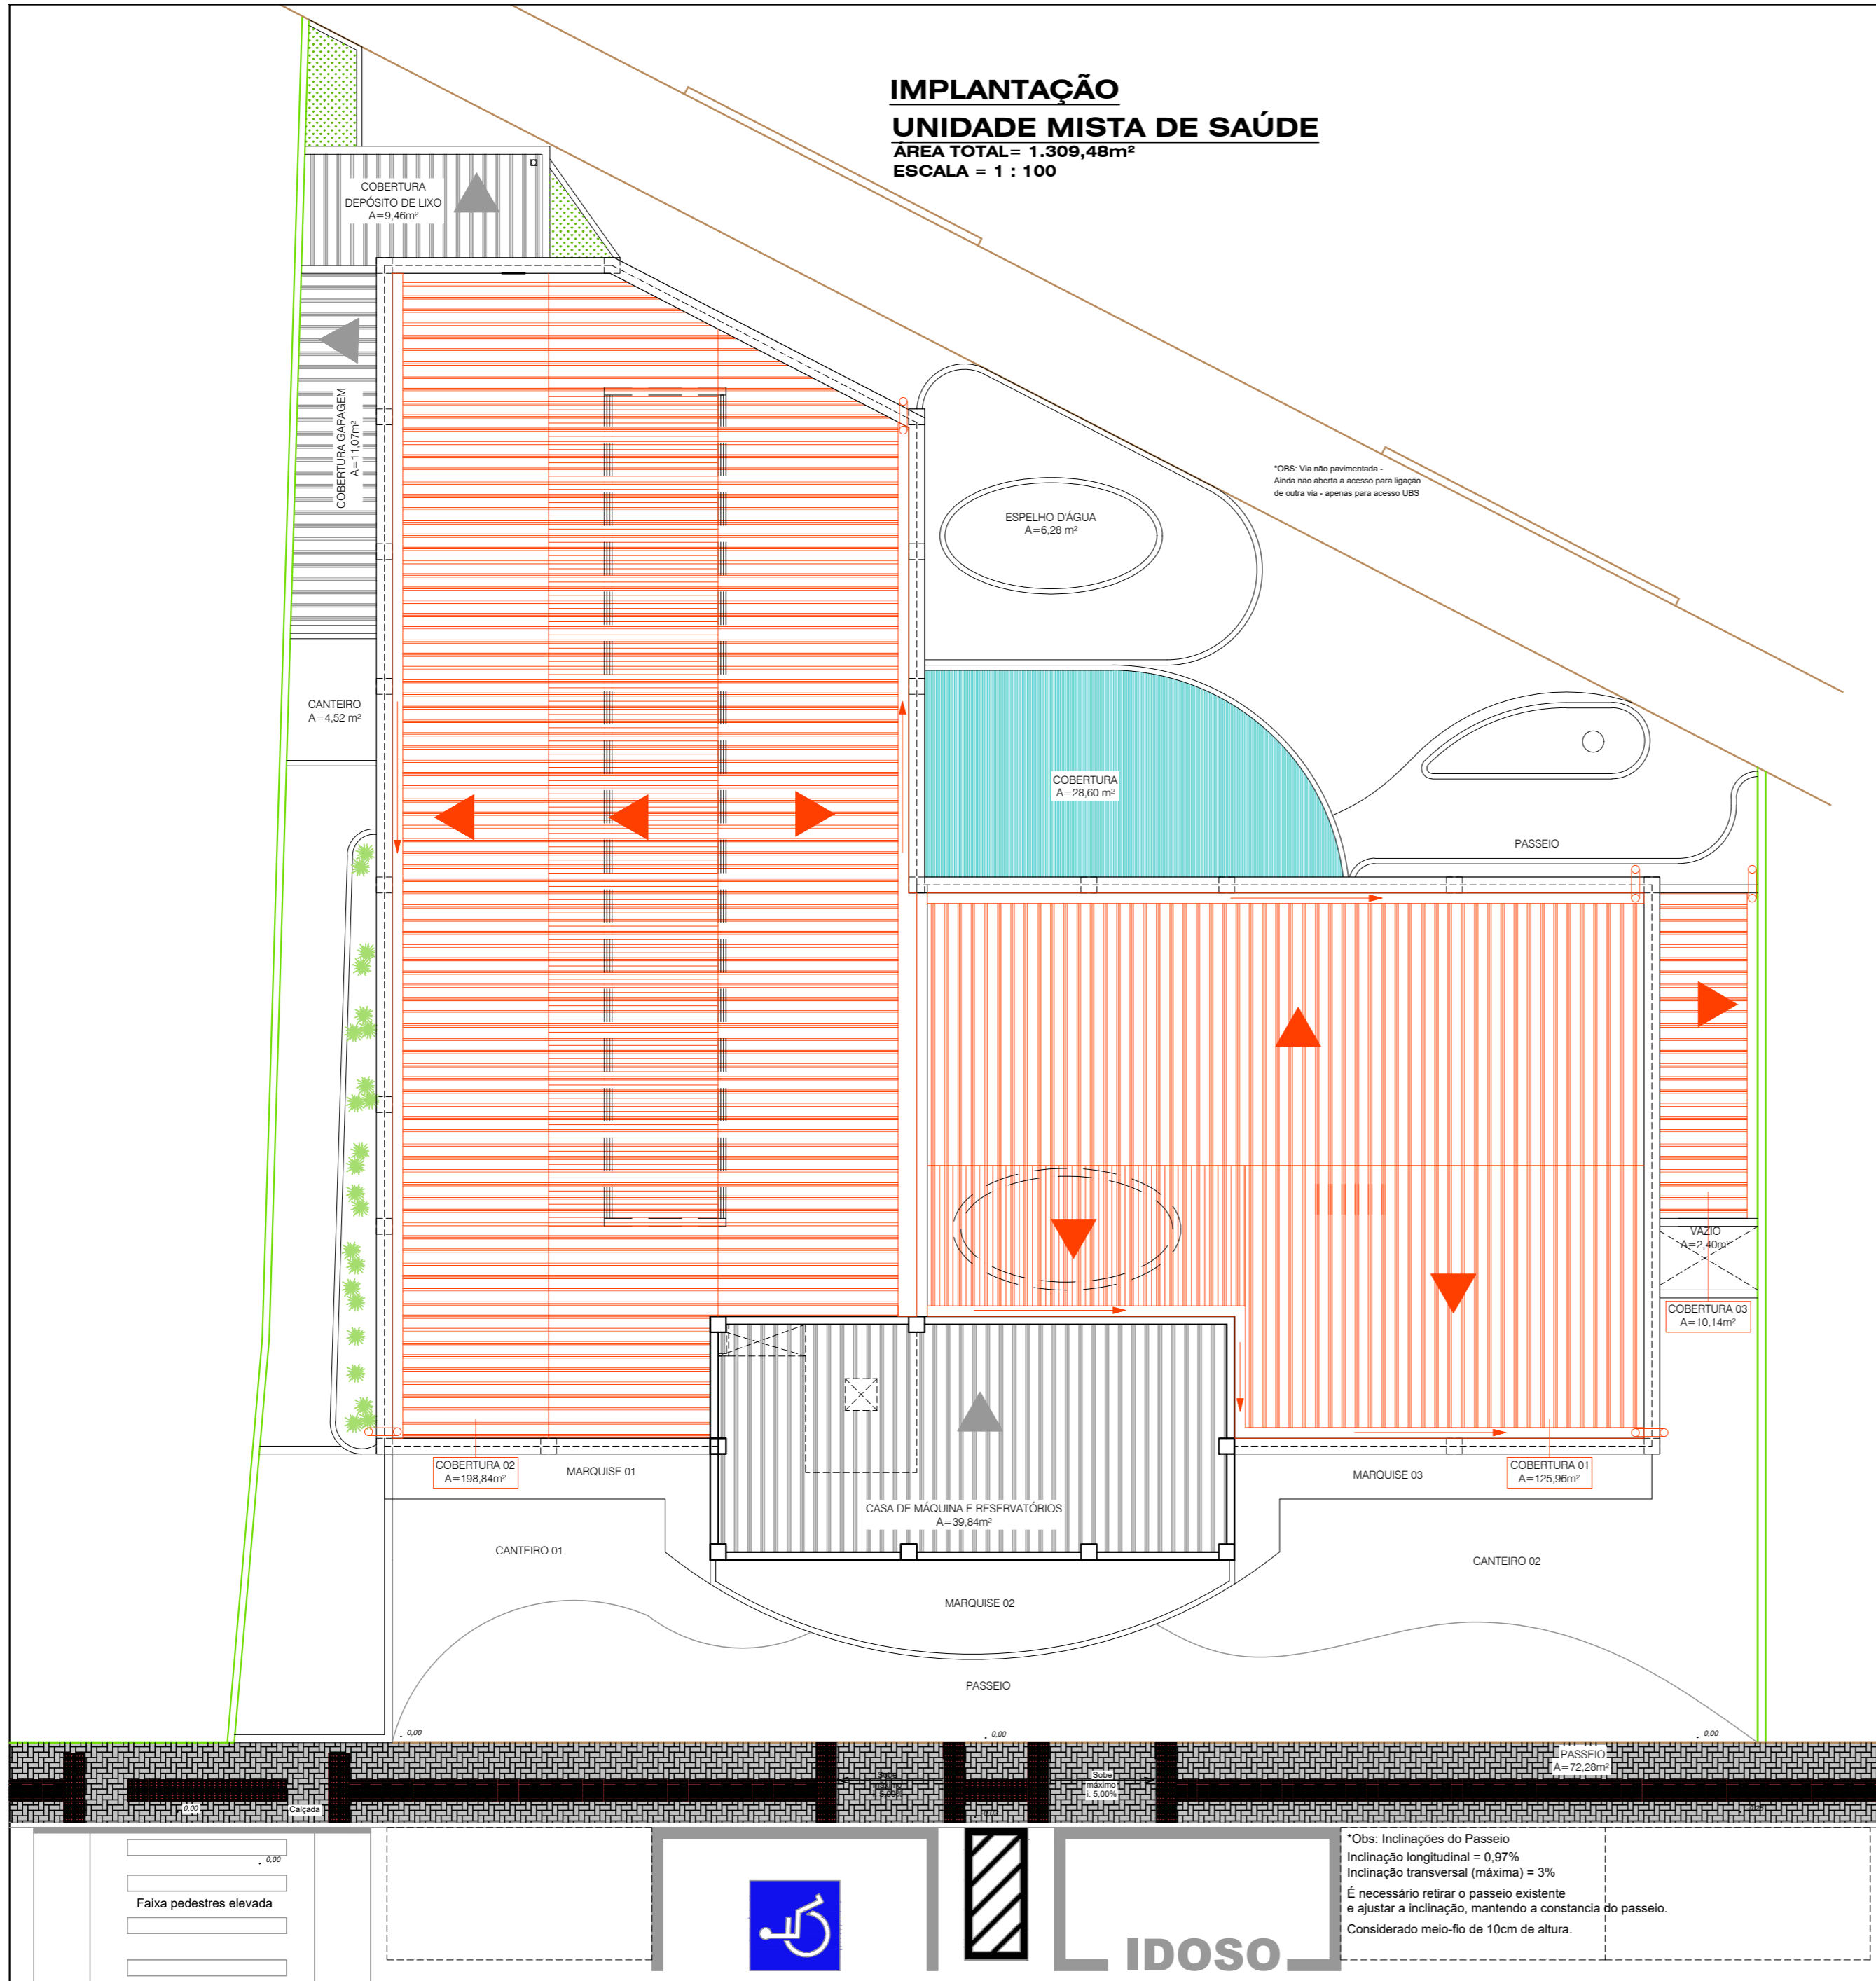 IMPLANTAÇÃO
UNIDADE MISTA DE SAÚDE
ÁREA TOTAL= 1.309,48m²
ESCALA = 1 : 100
COBERTURA
DEPÓSITO DE LIXO
A=9,46m²
COBERTURA GARAGEM
A=11,07m²
*OBS: Via não pavimentada -
Ainda não aberta a acesso para ligação
de outra via - apenas para acesso UBS
ESPELHO D'ÁGUA
A=6,28 m²
CANTEIRO
A=4,52 m²
COBERTURA
A=28,60 m²
PASSEIO
VAZIO
A=2,40m²
COBERTURA 03
A=10,14m²
COBERTURA 02
A=198,84m²
MARQUISE 01
MARQUISE 03
COBERTURA 01
A=125,96m²
CASA DE MÁQUINA E RESERVATÓRIOS
A=39,84m²
CANTEIRO 01
CANTEIRO 02
MARQUISE 02
PASSEIO
0,00
0,00
0,00
PASSEIO
A=72,28m²
Sobe
máximo
i: 5,00%
0,00
Calçada
0,00
Faixa pedestres elevada
IDOSO
*Obs: Inclinações do Passeio
Inclinação longitudinal = 0,97%
Inclinação transversal (máxima) = 3%
É necessário retirar o passeio existente
e ajustar a inclinação, mantendo a constancia do passeio.
Considerado meio-fio de 10cm de altura.